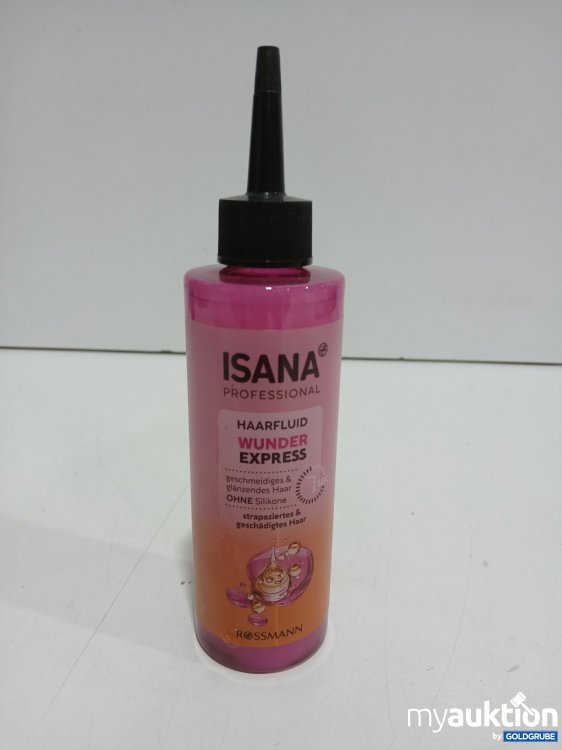 ISANA
PROFESSIONAL
HAARFLUID
WUNDER
EXPRESS
geschmeidiges &
glänzendes Haar
OHNE Silikone
strapaziertes &
geschädigtes Haar
ROSSMANN
myauktion
by GOLDGRUBE